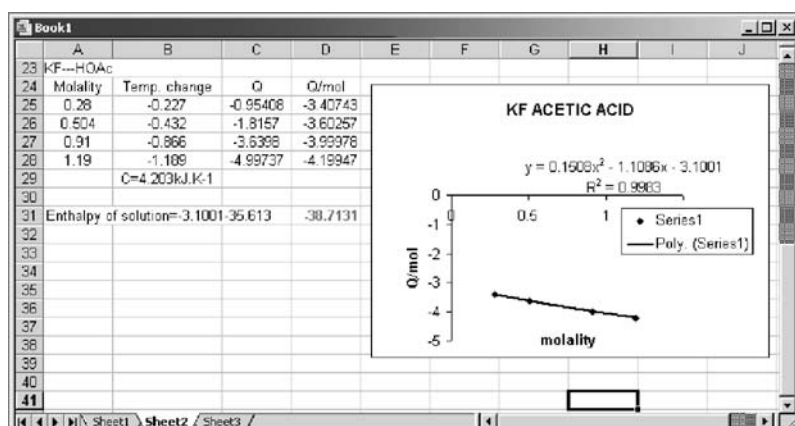 Book1
A B C D E F G H I J
23 KF---HOAc
24 Molality Temp. change Q Q/mol
25 0.28 -0.227 -0.95408 -3.40743
26 0.504 -0.432 -1.8157 -3.60257
27 0.91 -0.866 -3.6398 -3.99978
28 1.19 -1.189 -4.99737 -4.19947
29 C=4.203kJ.K-1
30
31 Enthalpy of solution=-3.1001-35.613 -38.7131
32
33
34
35
36
37
38
39
40
41
KF ACETIC ACID
y = 0.1508x² - 1.1086x - 3.1001
R² = 0.9983
0
-1
-2
-3
-4
-5
0 0.5 1
Series1
Poly. (Series1)
Q/mol
molality
Sheet1 Sheet2 Sheet3